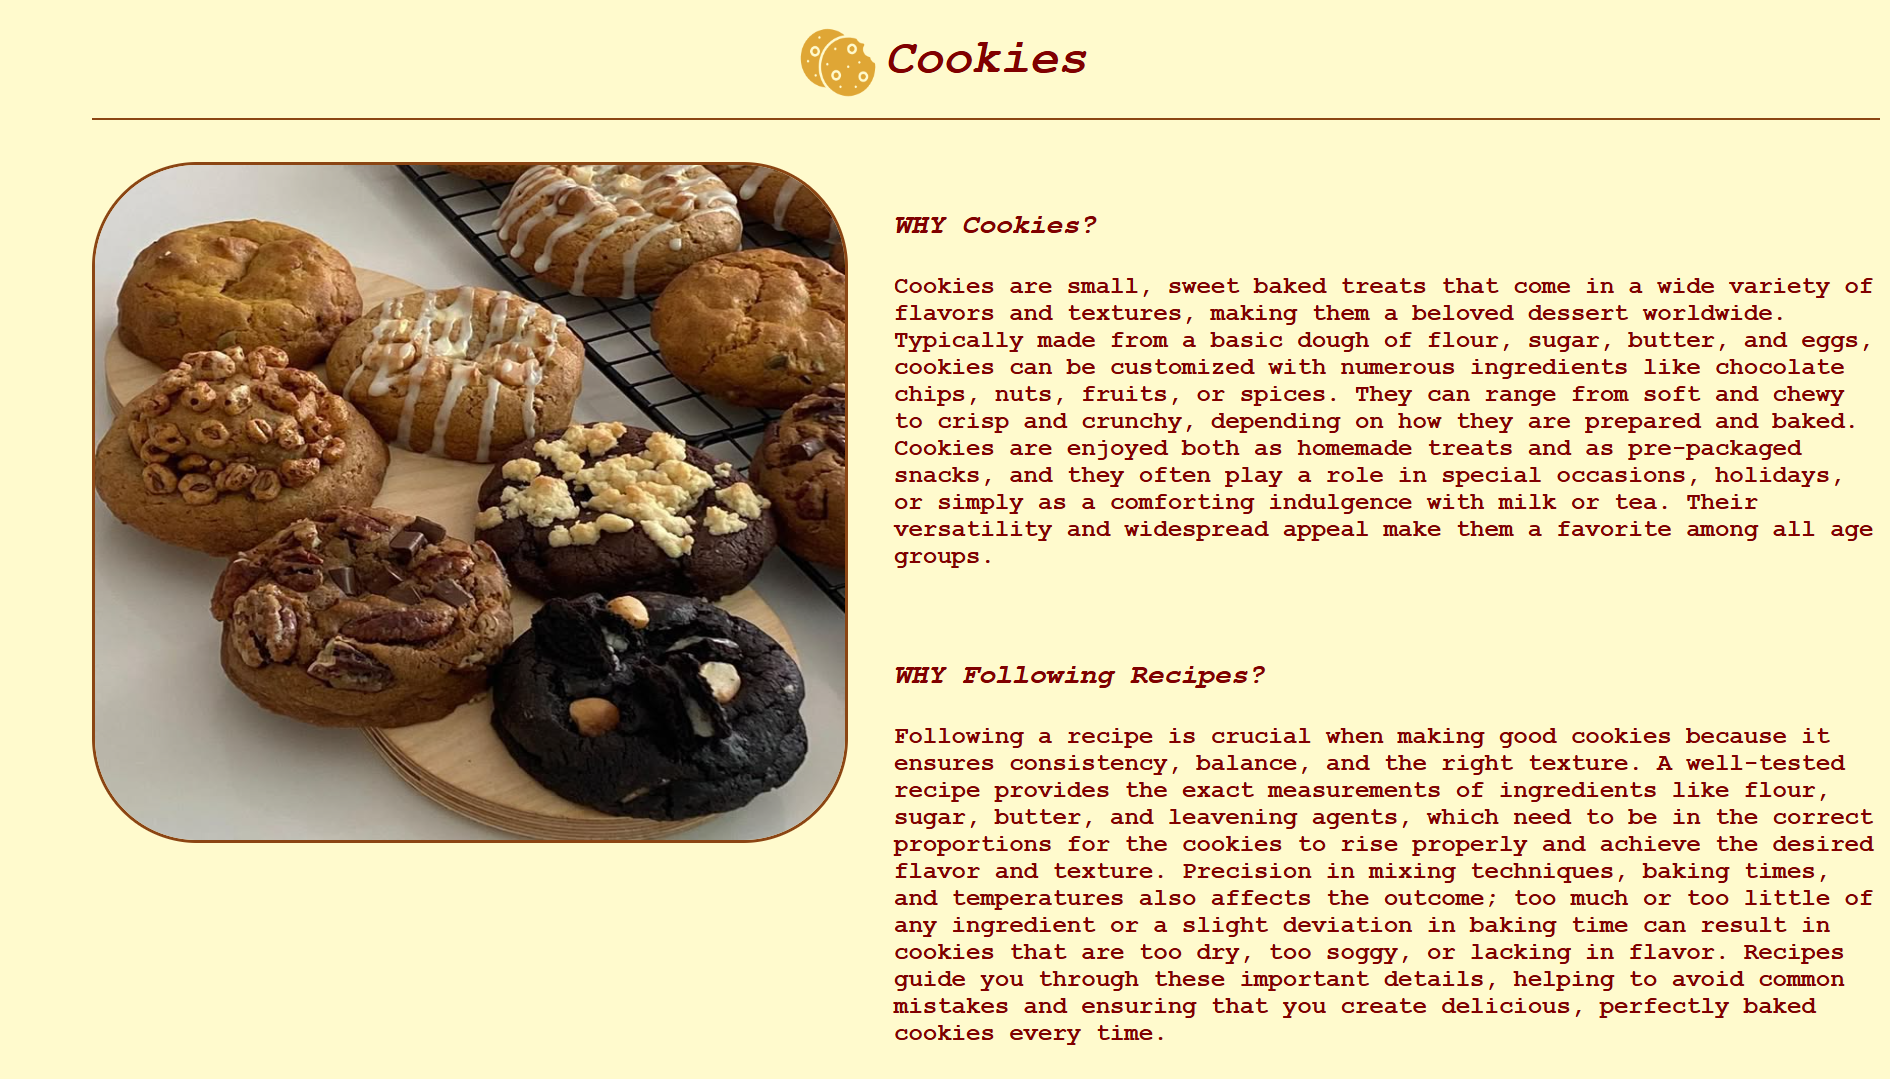 Cookies
WHY Cookies?
Cookies are small, sweet baked treats that come in a wide variety of
flavors and textures, making them a beloved dessert worldwide.
Typically made from a basic dough of flour, sugar, butter, and eggs,
cookies can be customized with numerous ingredients like chocolate
chips, nuts, fruits, or spices. They can range from soft and chewy
to crisp and crunchy, depending on how they are prepared and baked.
Cookies are enjoyed both as homemade treats and as pre-packaged
snacks, and they often play a role in special occasions, holidays,
or simply as a comforting indulgence with milk or tea. Their
versatility and widespread appeal make them a favorite among all age
groups.
WHY Following Recipes?
Following a recipe is crucial when making good cookies because it
ensures consistency, balance, and the right texture. A well-tested
recipe provides the exact measurements of ingredients like flour,
sugar, butter, and leavening agents, which need to be in the correct
proportions for the cookies to rise properly and achieve the desired
flavor and texture. Precision in mixing techniques, baking times,
and temperatures also affects the outcome; too much or too little of
any ingredient or a slight deviation in baking time can result in
cookies that are too dry, too soggy, or lacking in flavor. Recipes
guide you through these important details, helping to avoid common
mistakes and ensuring that you create delicious, perfectly baked
cookies every time.